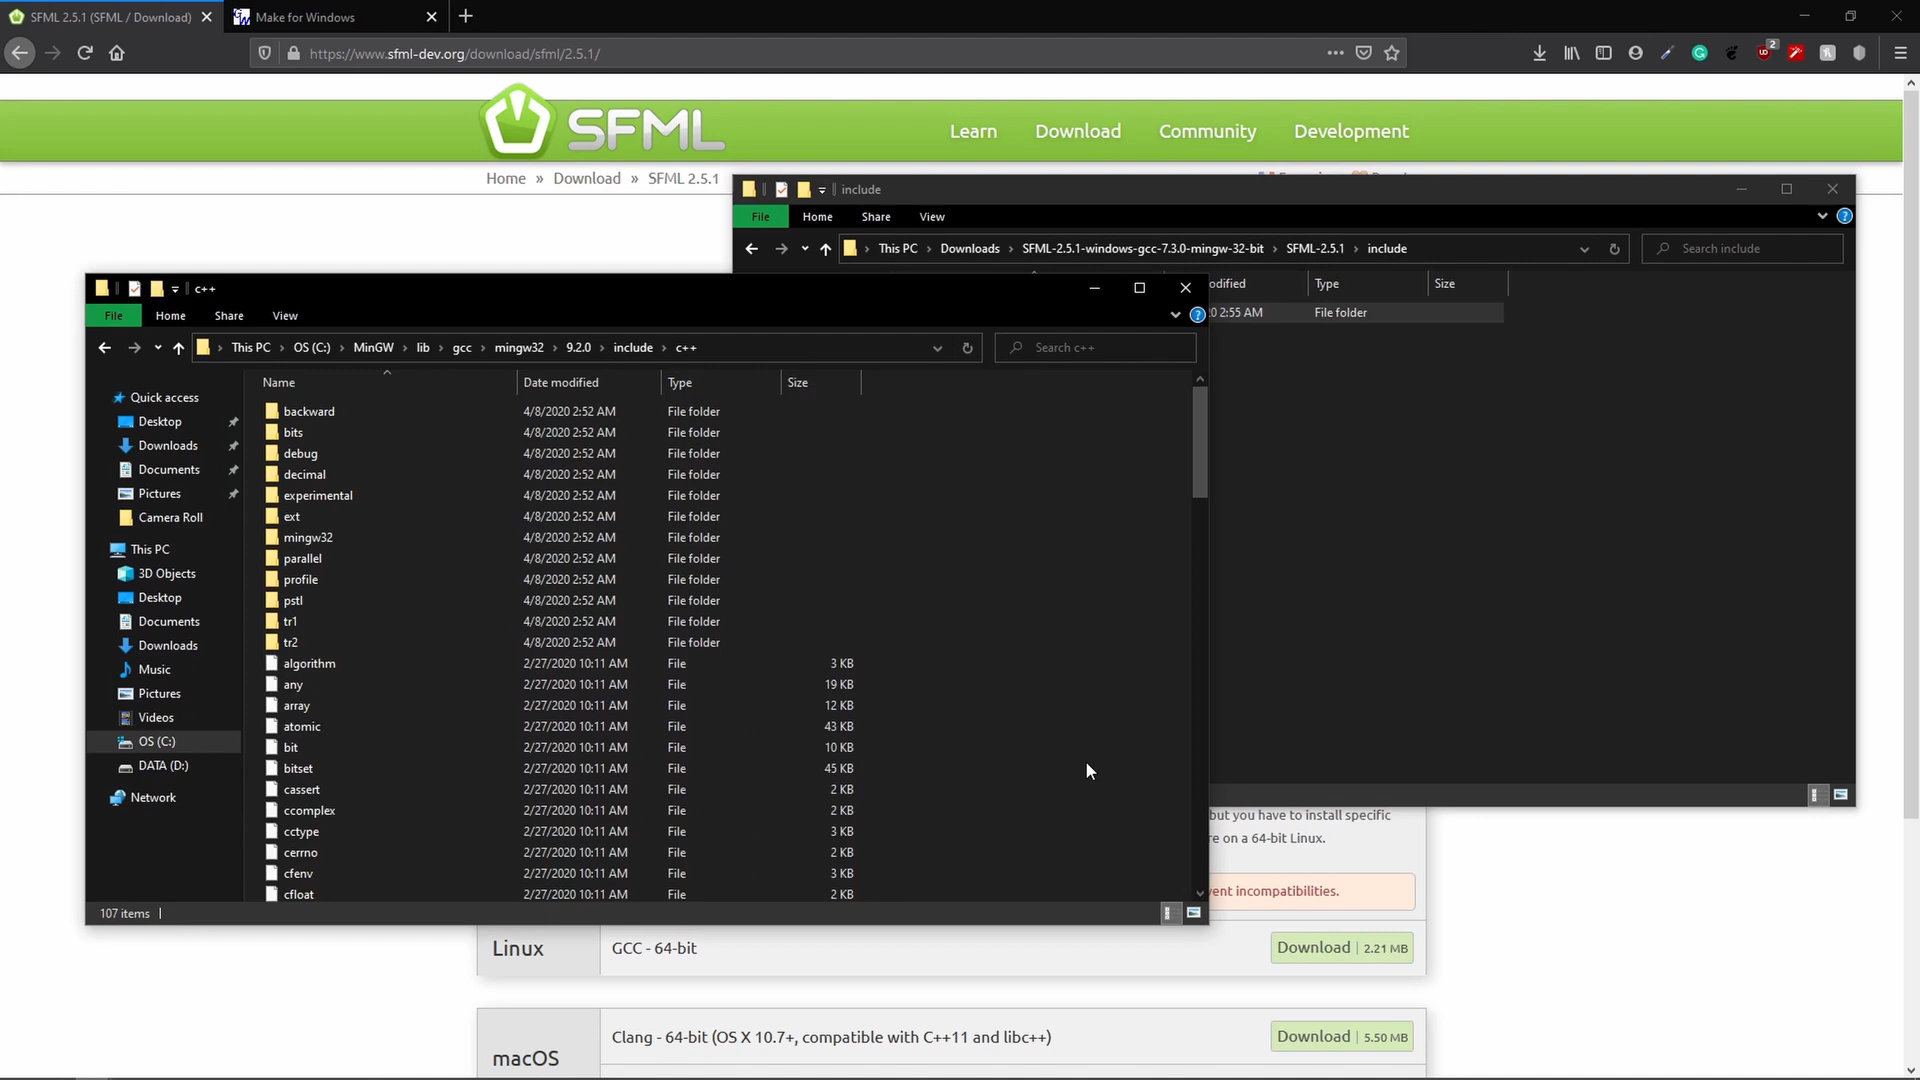 SFML 2.5.1 (SFML / Download)
Make for Windows
https://www.sfml-dev.org/download/sfml/2.5.1/
2
SFML
Learn
Download
Community
Development
Home » Download » SFML 2.5.1
include
File
Home
Share
View
This PC
Downloads
SFML-2.5.1-windows-gcc-7.3.0-mingw-32-bit
SFML-2.5.1
include
Search include
Type
Size
2:55 AM
File folder
c++
File
Home
Share
View
This PC
OS (C:)
MinGW
lib
gcc
mingw32
9.2.0
include
c++
Search c++
Quick access
Desktop
Downloads
Documents
Pictures
Camera Roll
This PC
3D Objects
Desktop
Documents
Downloads
Music
Pictures
Videos
OS (C:)
DATA (D:)
Network
Name Date modified Type Size
backward 4/8/2020 2:52 AM File folder
bits 4/8/2020 2:52 AM File folder
debug 4/8/2020 2:52 AM File folder
decimal 4/8/2020 2:52 AM File folder
experimental 4/8/2020 2:52 AM File folder
ext 4/8/2020 2:52 AM File folder
mingw32 4/8/2020 2:52 AM File folder
parallel 4/8/2020 2:52 AM File folder
profile 4/8/2020 2:52 AM File folder
pstl 4/8/2020 2:52 AM File folder
tr1 4/8/2020 2:52 AM File folder
tr2 4/8/2020 2:52 AM File folder
algorithm 2/27/2020 10:11 AM File 3 KB
any 2/27/2020 10:11 AM File 19 KB
array 2/27/2020 10:11 AM File 12 KB
atomic 2/27/2020 10:11 AM File 43 KB
bit 2/27/2020 10:11 AM File 10 KB
bitset 2/27/2020 10:11 AM File 45 KB
cassert 2/27/2020 10:11 AM File 2 KB
ccomplex 2/27/2020 10:11 AM File 2 KB
cctype 2/27/2020 10:11 AM File 3 KB
cerrno 2/27/2020 10:11 AM File 2 KB
cfenv 2/27/2020 10:11 AM File 3 KB
cfloat 2/27/2020 10:11 AM File 2 KB
107 items
but you have to install specific
on a 64-bit Linux.
incompatibilities.
Linux
GCC - 64-bit
Download | 2.21 MB
macOS
Clang - 64-bit (OS X 10.7+, compatible with C++11 and libc++)
Download | 5.50 MB